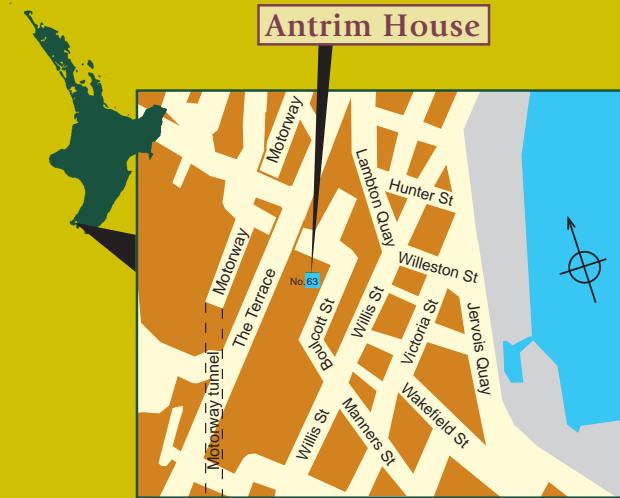 Antrim House
Motorway
Lambton Quay
Hunter St
Willeston St
Motorway
The Terrace
No. 63
Boulcott St
Willis St
Victoria St
Jervois Quay
Motorway tunnel
Willis St
Manners St
Wakefield St